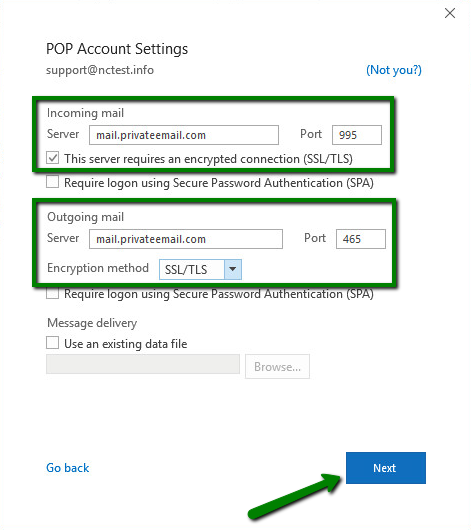 POP Account Settings
support@nctest.info (Not you?)
Incoming mail
Server mail.privateemail.com Port 995
This server requires an encrypted connection (SSL/TLS)
Require logon using Secure Password Authentication (SPA)
Outgoing mail
Server mail.privateemail.com Port 465
Encryption method SSL/TLS
Require logon using Secure Password Authentication (SPA)
Message delivery
Use an existing data file
Browse...
Go back Next